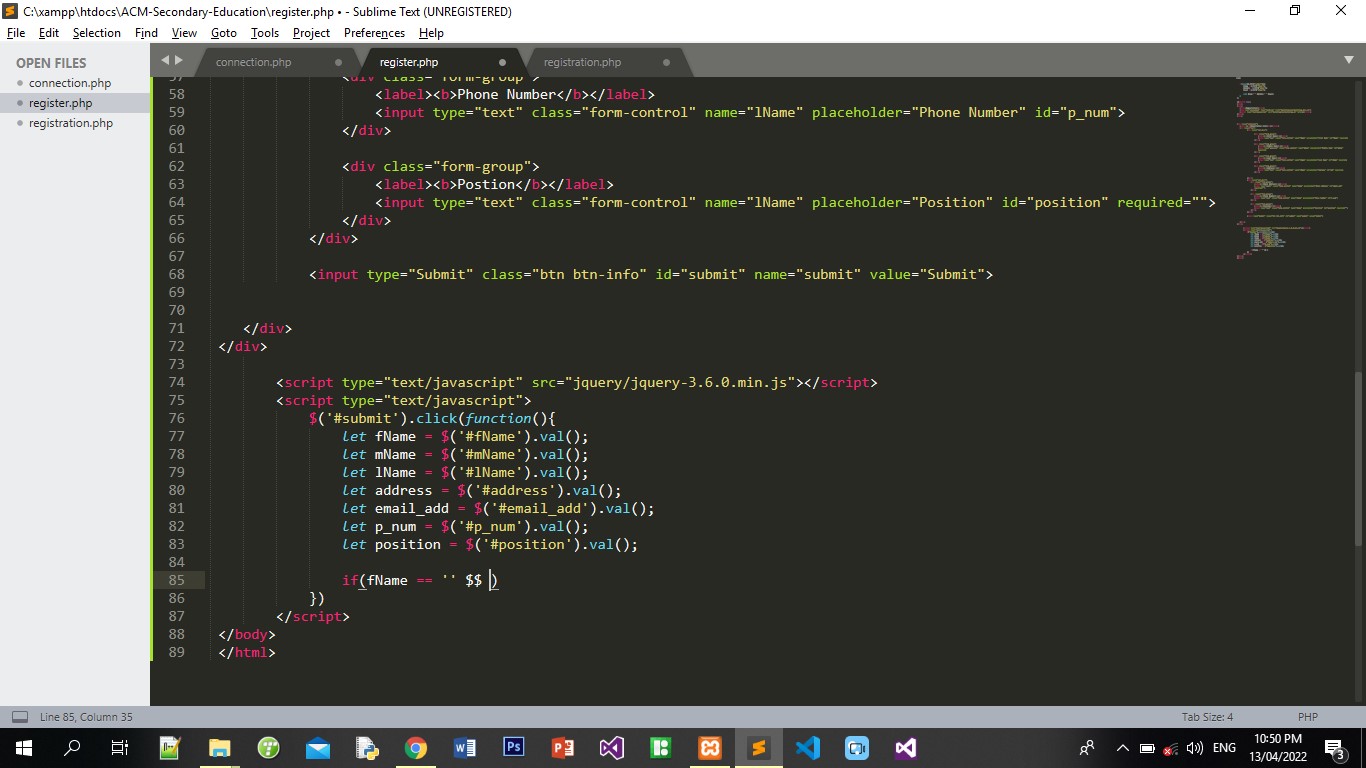 C:\xampp\htdocs\ACM-Secondary-Education\register.php • - Sublime Text (UNREGISTERED)
File Edit Selection Find View Goto Tools Project Preferences Help
OPEN FILES
connection.php
register.php
registration.php
connection.php register.php registration.php
57 <div class="form-group">
58 <label><b>Phone Number</b></label>
59 <input type="text" class="form-control" name="lName" placeholder="Phone Number" id="p_num">
60 </div>
61
62 <div class="form-group">
63 <label><b>Postion</b></label>
64 <input type="text" class="form-control" name="lName" placeholder="Position" id="position" required="">
65 </div>
66 </div>
67
68 <input type="Submit" class="btn btn-info" id="submit" name="submit" value="Submit">
69
70
71 </div>
72 </div>
73
74 <script type="text/javascript" src="jquery/jquery-3.6.0.min.js"></script>
75 <script type="text/javascript">
76 $('#submit').click(function(){
77 let fName = $('#fName').val();
78 let mName = $('#mName').val();
79 let lName = $('#lName').val();
80 let address = $('#address').val();
81 let email_add = $('#email_add').val();
82 let p_num = $('#p_num').val();
83 let position = $('#position').val();
84
85 if(fName == '' $$ )
86 })
87 </script>
88 </body>
89 </html>
Line 85, Column 35
Tab Size: 4 PHP
ENG
10:50 PM
13/04/2022
3